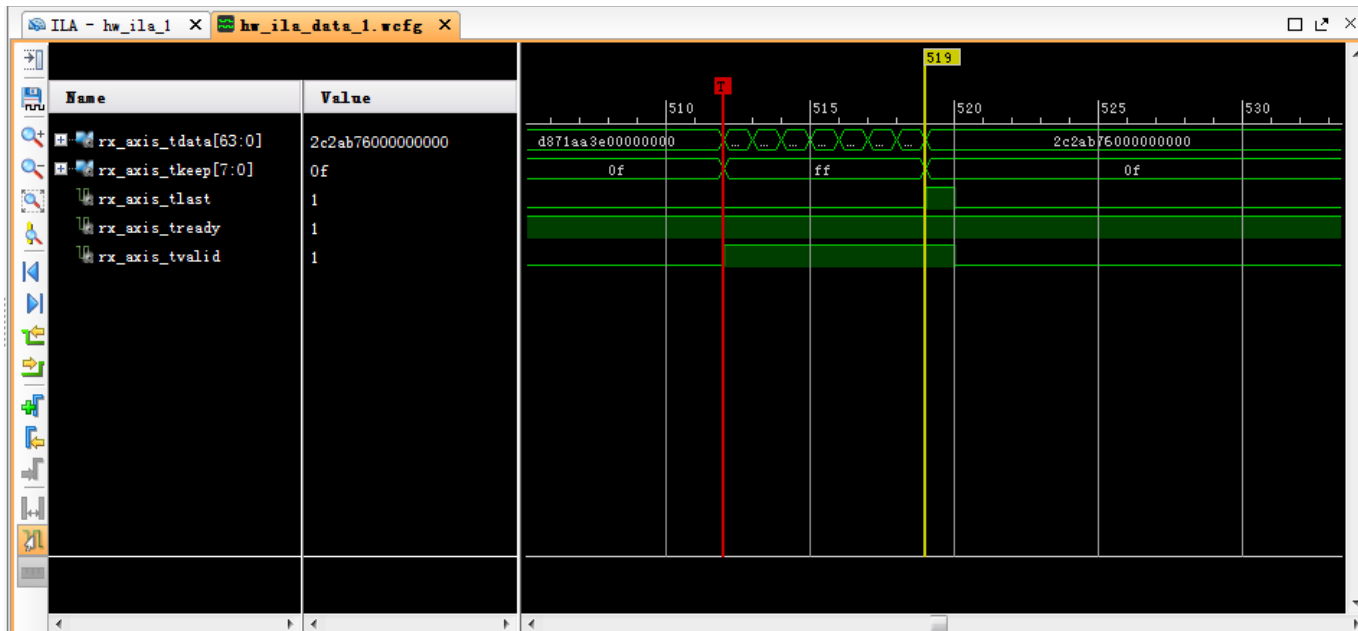 ILA - hw_ila_1 hw_ila_data_1.wcfg
519
T
Name Value 510 515 520 525 530
rx_axis_tdata[63:0] 2c2ab76000000000 d871aa3e00000000 ... ... ... ... ... ... ... 2c2ab76000000000
rx_axis_tkeep[7:0] 0f 0f ff 0f
rx_axis_tlast 1
rx_axis_tready 1
rx_axis_tvalid 1